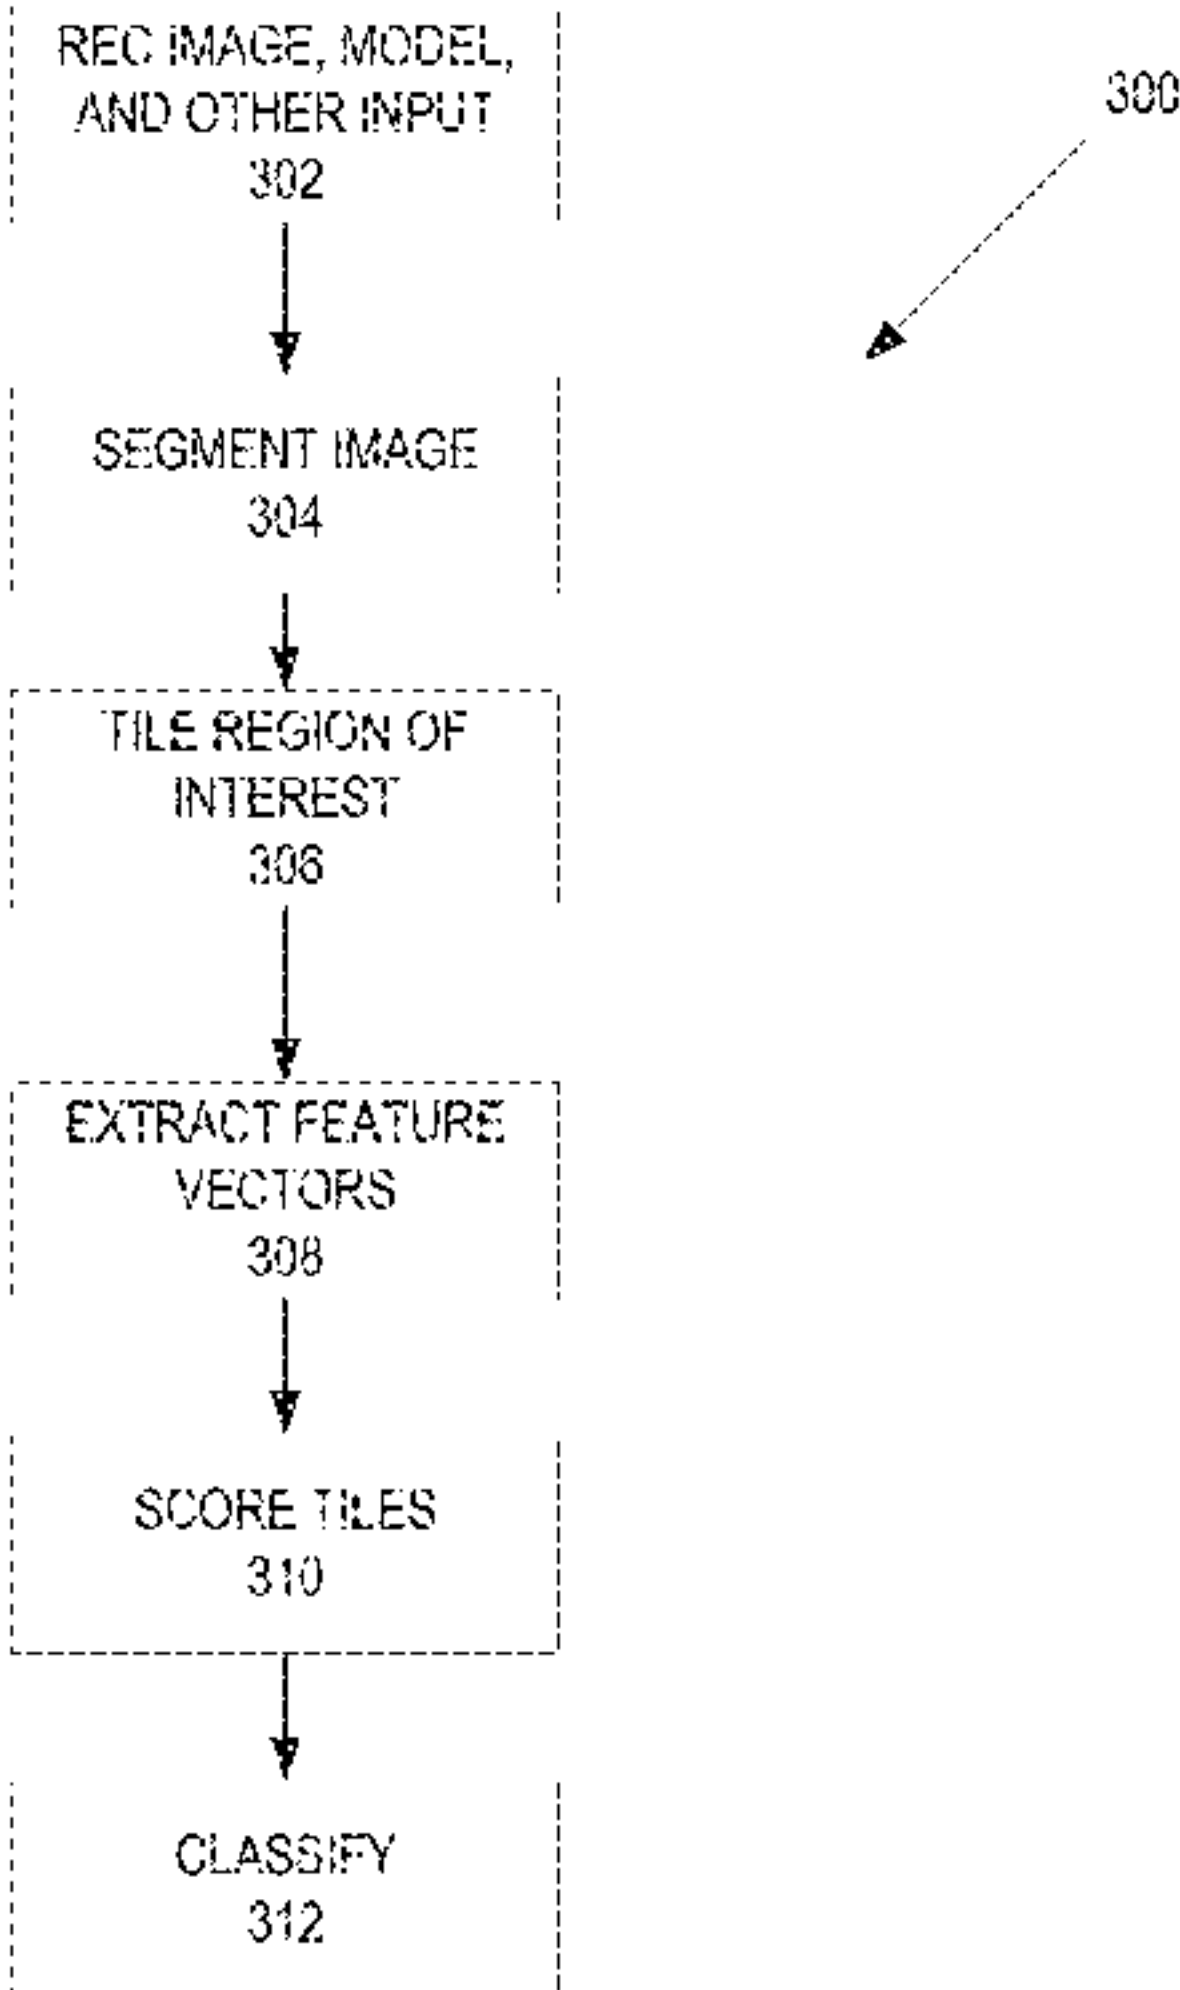 REC IMAGE, MODEL,
AND OTHER INPUT
302
300
SEGMENT IMAGE
304
TILE REGION OF
INTEREST
306
EXTRACT FEATURE
VECTORS
308
SCORE TILES
310
CLASSIFY
312